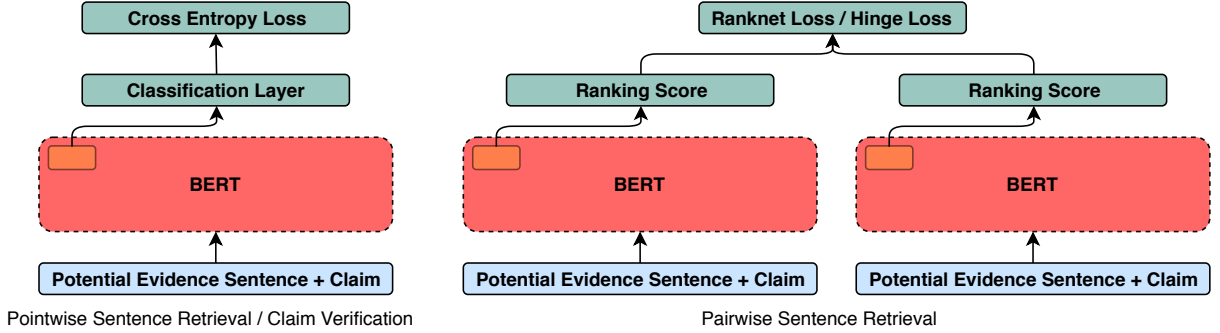 Cross Entropy Loss
Classification Layer
BERT
Potential Evidence Sentence + Claim
Pointwise Sentence Retrieval / Claim Verification
Ranknet Loss / Hinge Loss
Ranking Score
Ranking Score
BERT
BERT
Potential Evidence Sentence + Claim
Potential Evidence Sentence + Claim
Pairwise Sentence Retrieval